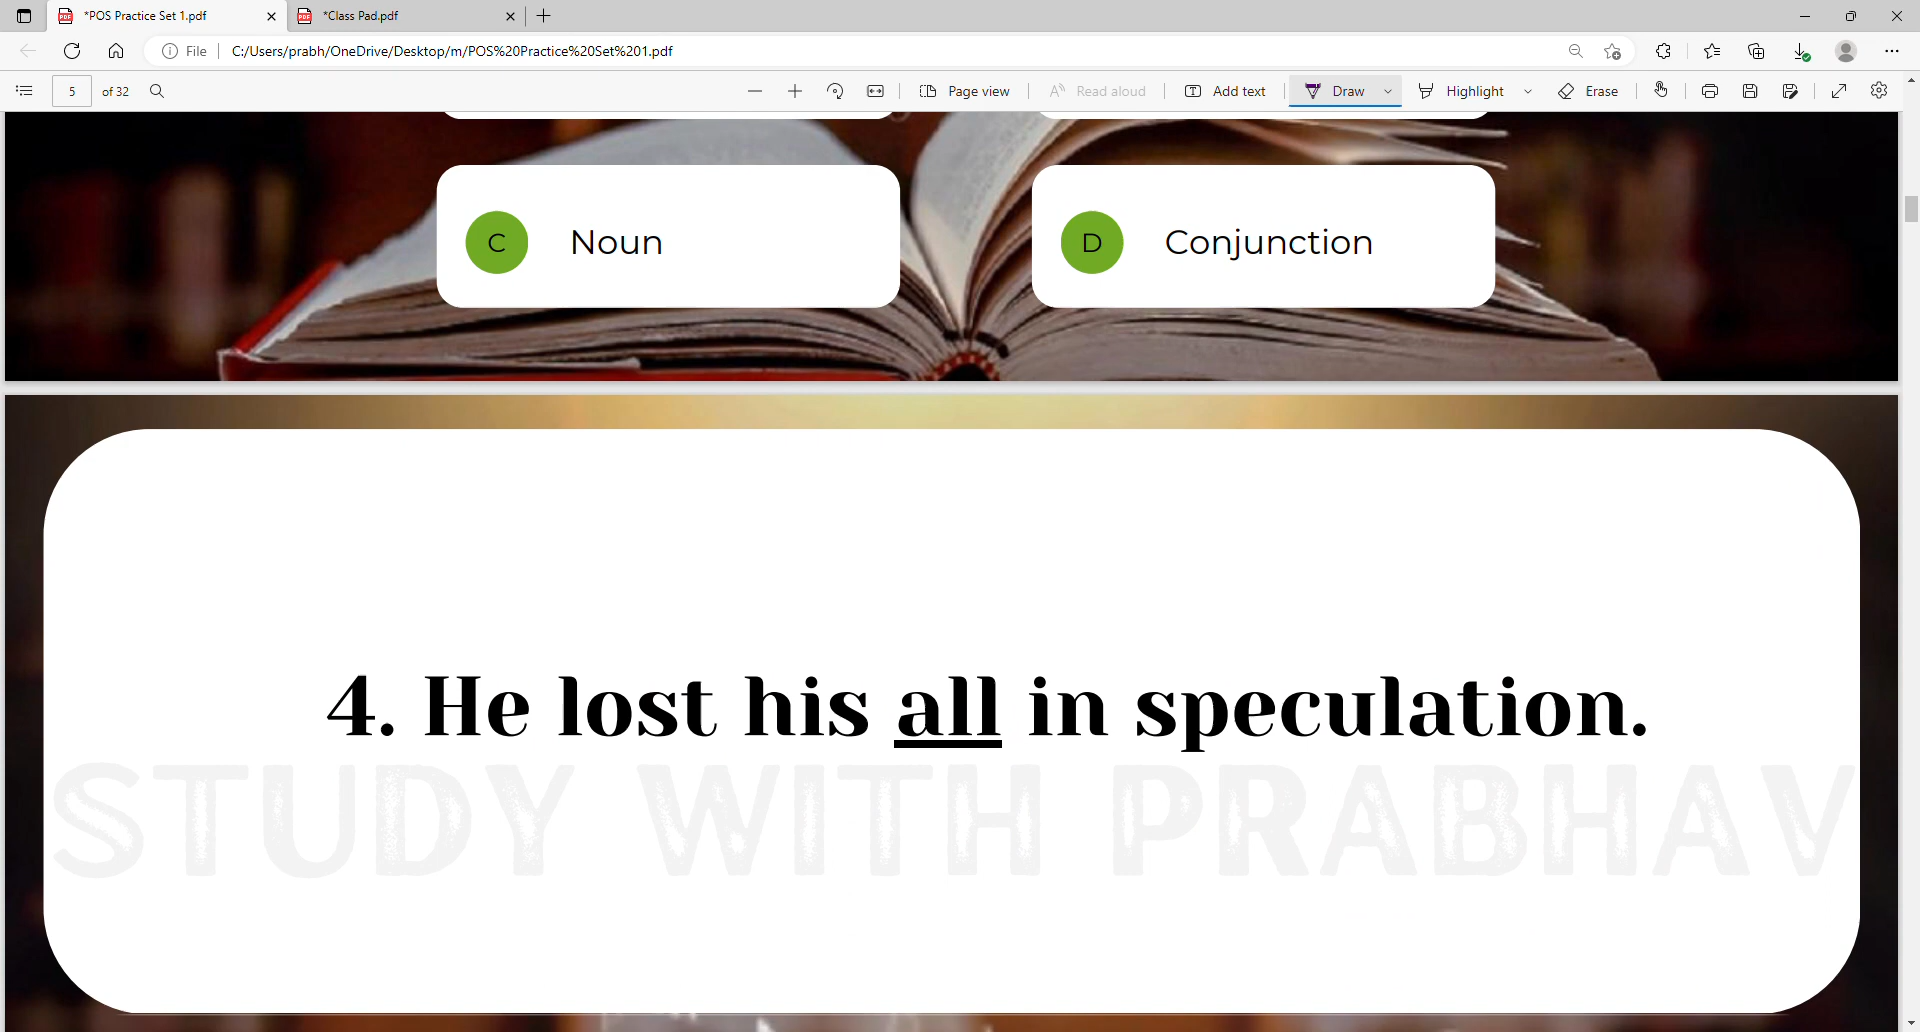 *POS Practice Set 1.pdf
*Class Pad.pdf
File
C:/Users/prabh/OneDrive/Desktop/m/POS%20Practice%20Set%201.pdf
5 of 32
Page view
Read aloud
Add text
Draw
Highlight
Erase
C Noun
D Conjunction
4. He lost his all in speculation.
STUDY WITH PRABHAV